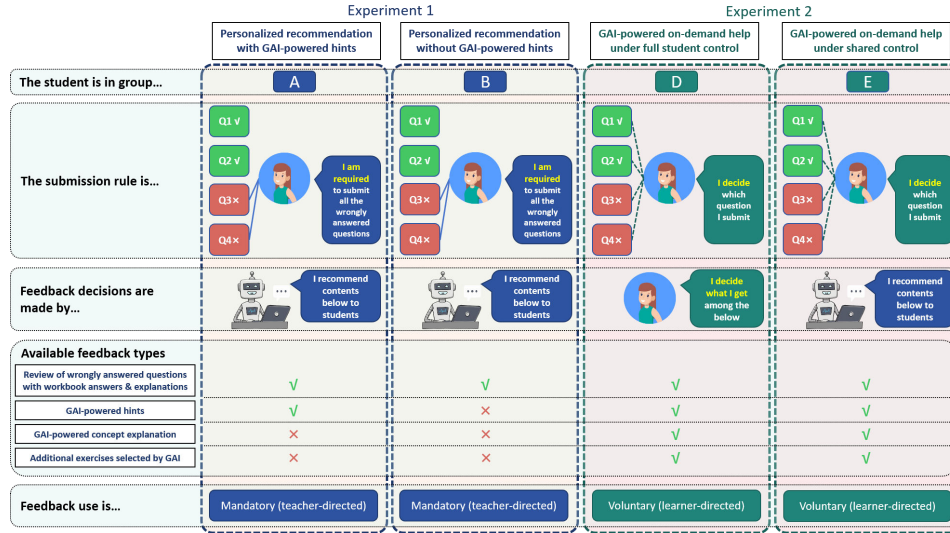 Experiment 1
Experiment 2
Personalized recommendation
with GAI-powered hints
Personalized recommendation
without GAI-powered hints
GAI-powered on-demand help
under full student control
GAI-powered on-demand help
under shared control
The student is in group...
A
B
D
E
The submission rule is...
Q1 √
Q2 √
Q3×
Q4×
I am
required
to submit
all the
wrongly
answered
questions
Q1 √
Q2 √
Q3×
Q4×
I am
required
to submit
all the
wrongly
answered
questions
Q1 √
Q2 √
Q3×
Q4×
I decide
which
question
I submit
Q1 √
Q2 √
Q3×
Q4×
I decide
which
question
I submit
Feedback decisions are
made by...
I recommend
contents
below to
students
I recommend
contents
below to
students
I decide
what I get
among the
below
I recommend
contents
below to
students
Available feedback types
Review of wrongly answered questions
with workbook answers & explanations
√ √ √ √
GAI-powered hints
√ × √ √
GAI-powered concept explanation
× × √ √
Additional exercises selected by GAI
× × √ √
Feedback use is...
Mandatory (teacher-directed)
Mandatory (teacher-directed)
Voluntary (learner-directed)
Voluntary (learner-directed)